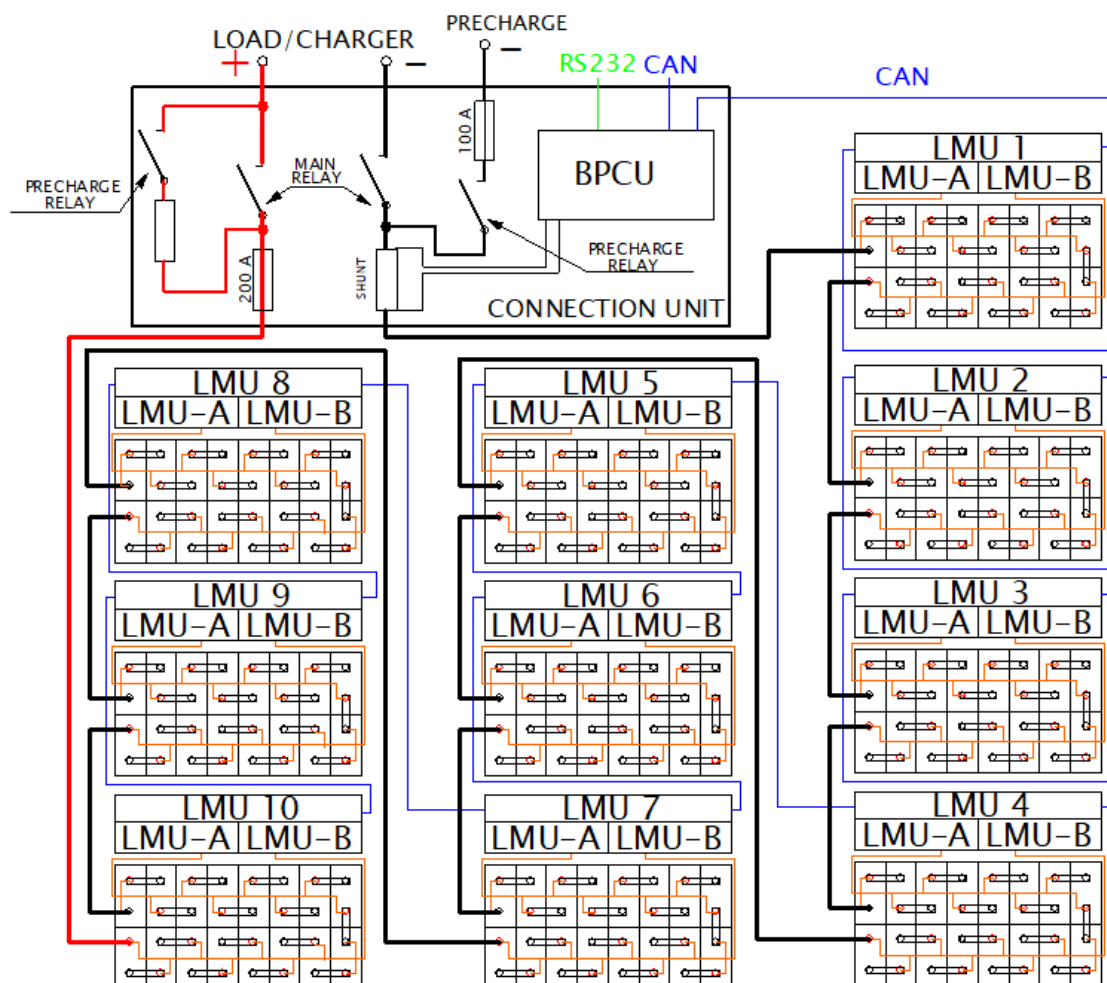 PRECHARGE
−
LOAD/CHARGER
+
−
RS232
CAN
CAN
100 A
BPCU
MAIN
RELAY
PRECHARGE
RELAY
PRECHARGE
RELAY
200 A
SHUNT
CONNECTION UNIT
LMU 1
LMU-A
LMU-B
LMU 8
LMU-A
LMU-B
LMU 5
LMU-A
LMU-B
LMU 2
LMU-A
LMU-B
LMU 9
LMU-A
LMU-B
LMU 6
LMU-A
LMU-B
LMU 3
LMU-A
LMU-B
LMU 10
LMU-A
LMU-B
LMU 7
LMU-A
LMU-B
LMU 4
LMU-A
LMU-B